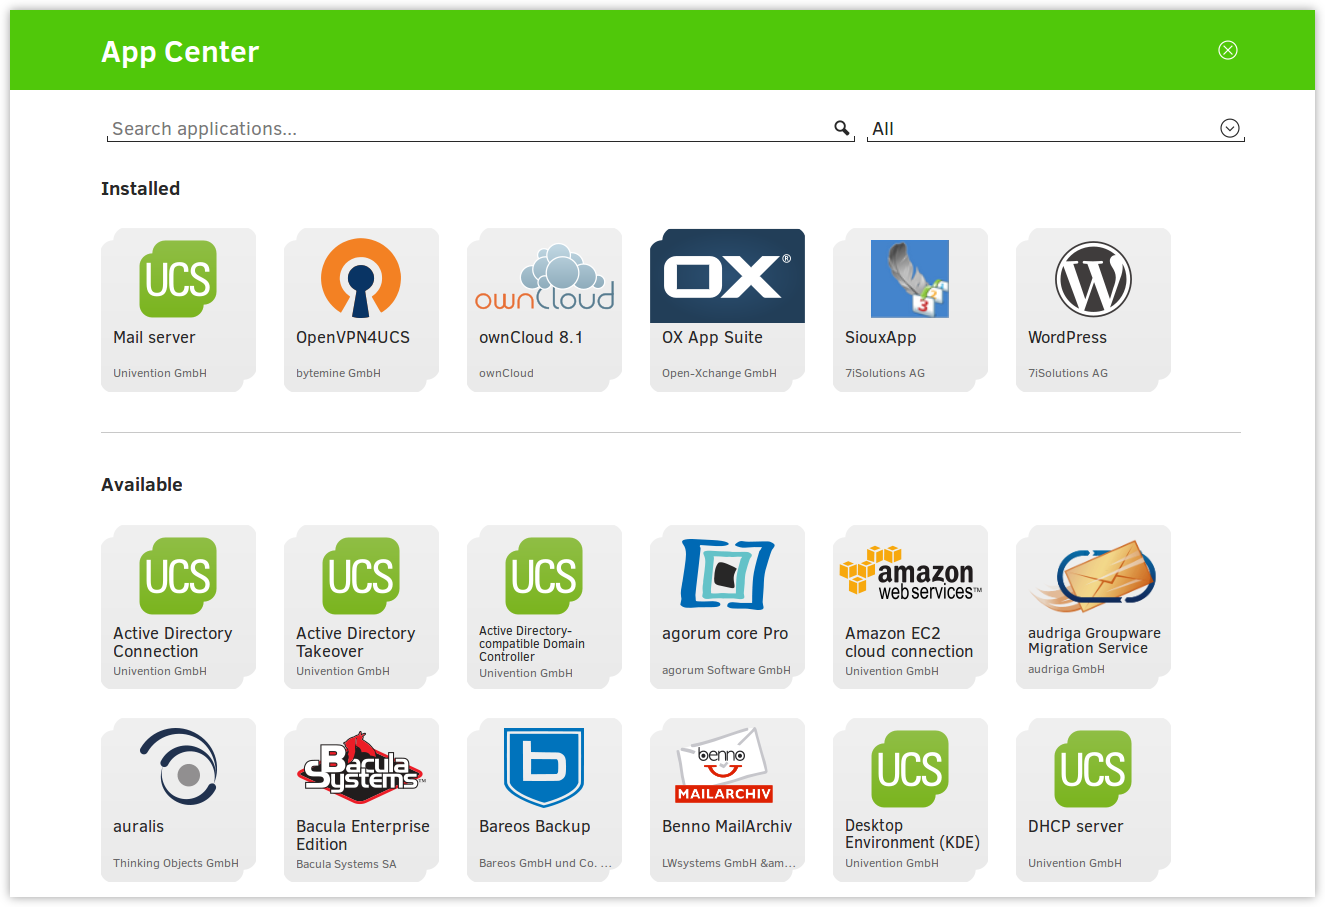 App Center
Search applications...
All
Installed
UCS
Mail server
Univention GmbH
OpenVPN4UCS
bytemine GmbH
ownCloud
ownCloud 8.1
ownCloud
OX®
OX App Suite
Open-Xchange GmbH
3
SiouxApp
7iSolutions AG
W
WordPress
7iSolutions AG
Available
UCS
Active Directory
Connection
Univention GmbH
UCS
Active Directory
Takeover
Univention GmbH
UCS
Active Directory-
compatible Domain
Controller
Univention GmbH
agorum core Pro
agorum Software GmbH
amazon
web services™
Amazon EC2
cloud connection
Univention GmbH
audriga Groupware
Migration Service
audriga GmbH
auralis
Thinking Objects GmbH
Bacula
Systems™
Bacula Enterprise
Edition
Bacula Systems SA
b
Bareos Backup
Bareos GmbH und Co. ...
benno
MAILARCHIV
Benno MailArchiv
LWsystems GmbH &am...
UCS
Desktop
Environment (KDE)
Univention GmbH
UCS
DHCP server
Univention GmbH